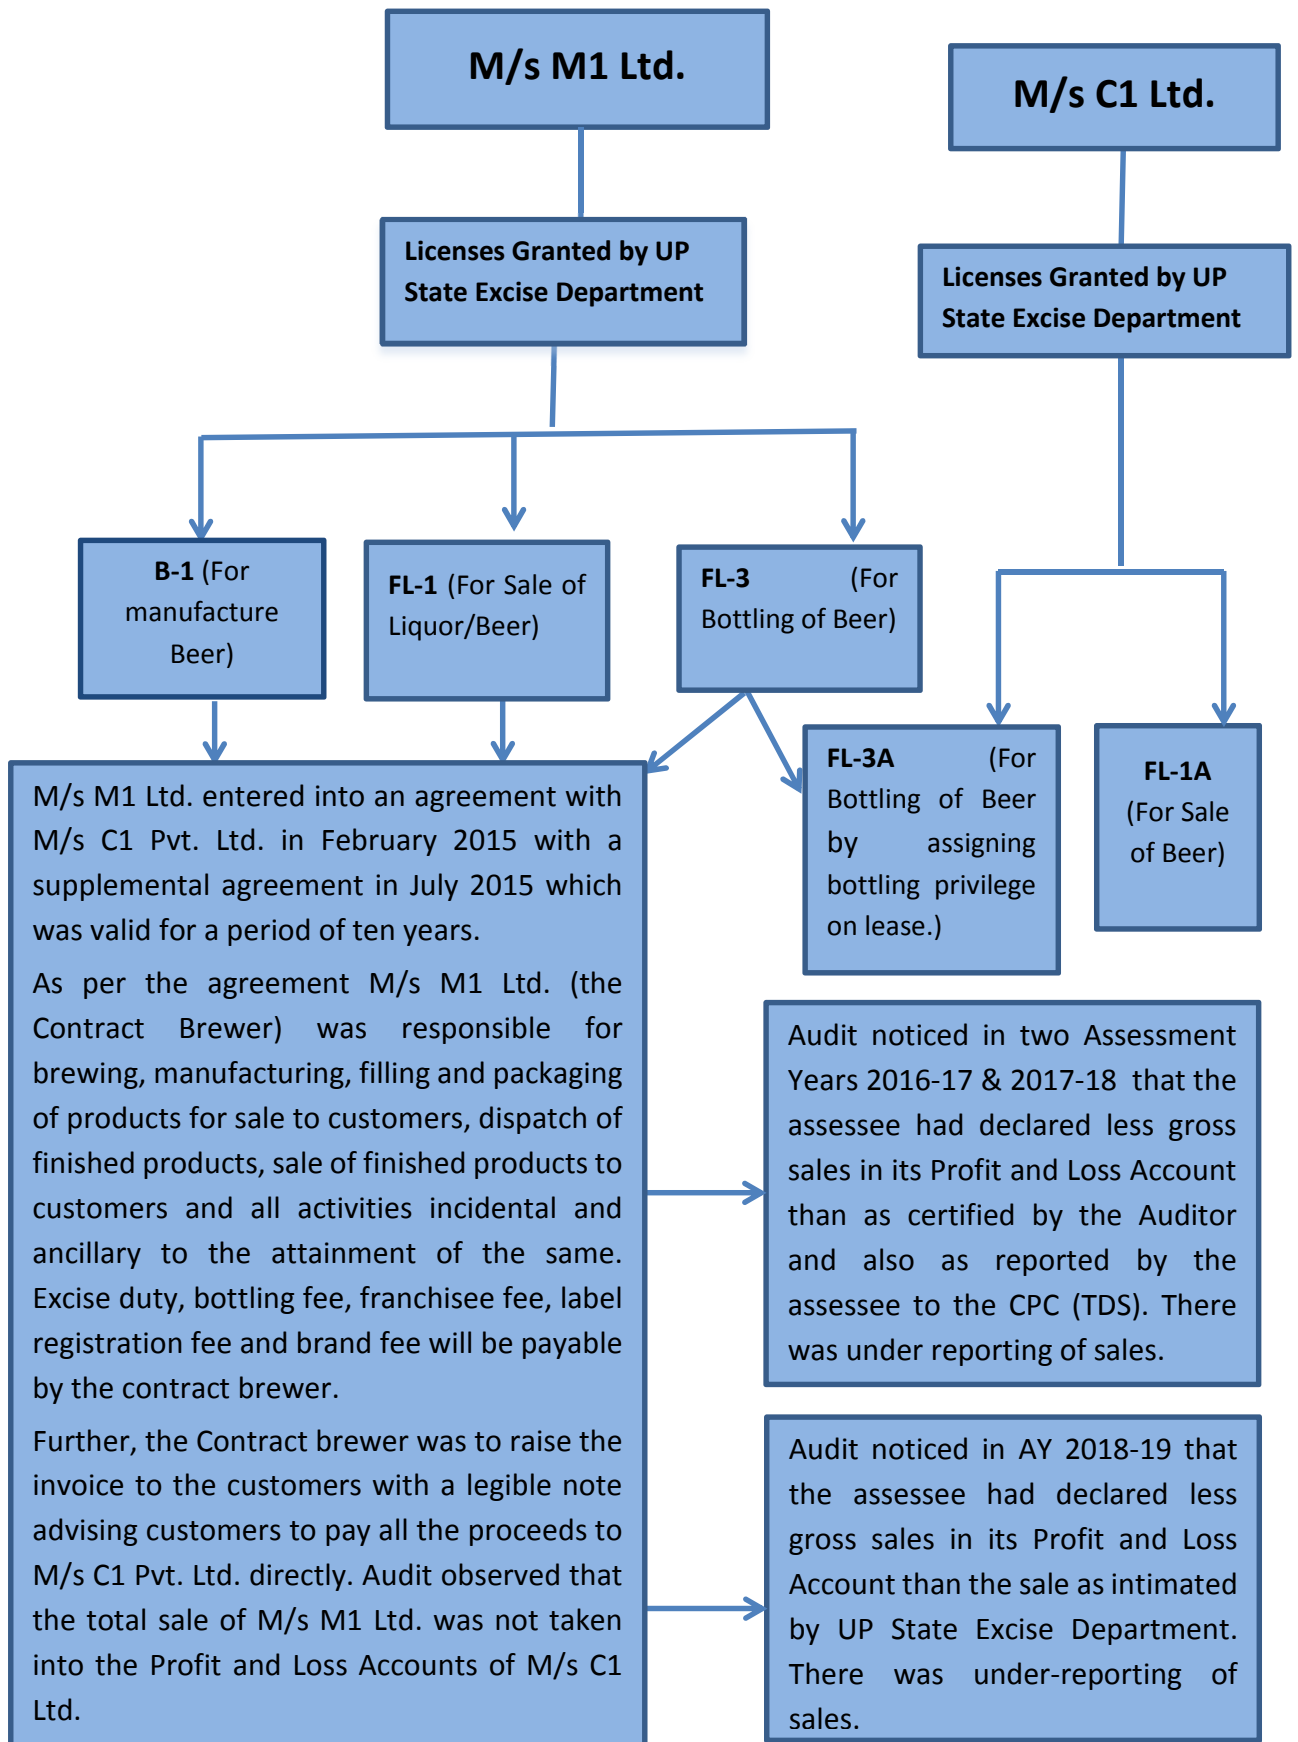 M/s M1 Ltd.
M/s C1 Ltd.
Licenses Granted by UP
State Excise Department
Licenses Granted by UP
State Excise Department
B-1 (For
manufacture
Beer)
FL-1 (For Sale of
Liquor/Beer)
FL-3 (For
Bottling of Beer)
FL-3A (For
Bottling of Beer
by assigning
bottling privilege
on lease.)
FL-1A
(For Sale
of Beer)
M/s M1 Ltd. entered into an agreement with
M/s C1 Pvt. Ltd. in February 2015 with a
supplemental agreement in July 2015 which
was valid for a period of ten years.
As per the agreement M/s M1 Ltd. (the
Contract Brewer) was responsible for
brewing, manufacturing, filling and packaging
of products for sale to customers, dispatch of
finished products, sale of finished products to
customers and all activities incidental and
ancillary to the attainment of the same.
Excise duty, bottling fee, franchisee fee, label
registration fee and brand fee will be payable
by the contract brewer.
Further, the Contract brewer was to raise the
invoice to the customers with a legible note
advising customers to pay all the proceeds to
M/s C1 Pvt. Ltd. directly. Audit observed that
the total sale of M/s M1 Ltd. was not taken
into the Profit and Loss Accounts of M/s C1
Ltd.
Audit noticed in two Assessment
Years 2016-17 & 2017-18 that the
assessee had declared less gross
sales in its Profit and Loss Account
than as certified by the Auditor
and also as reported by the
assessee to the CPC (TDS). There
was under reporting of sales.
Audit noticed in AY 2018-19 that
the assessee had declared less
gross sales in its Profit and Loss
Account than the sale as intimated
by UP State Excise Department.
There was under-reporting of
sales.